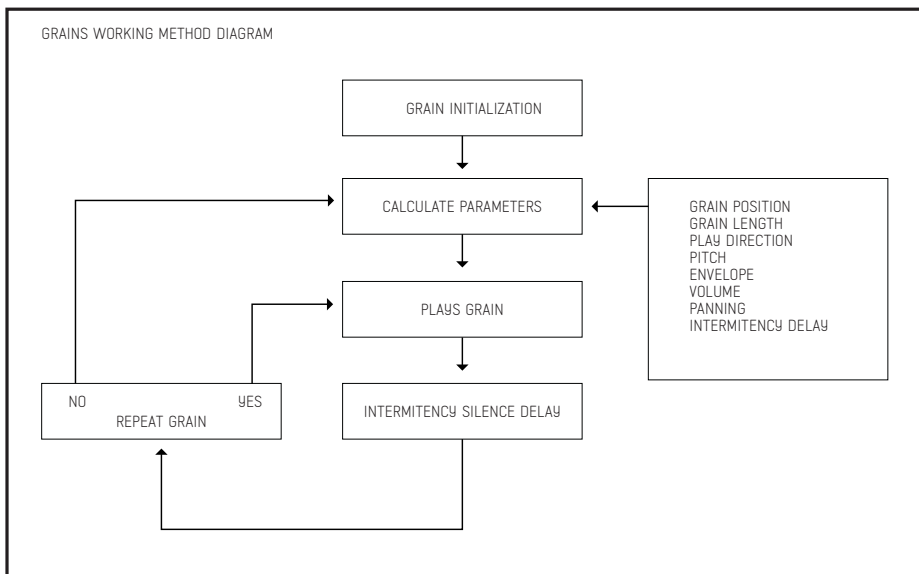 GRAINS WORKING METHOD DIAGRAM
GRAIN INITIALIZATION
CALCULATE PARAMETERS
GRAIN POSITION
GRAIN LENGTH
PLAY DIRECTION
PITCH
ENVELOPE
VOLUME
PANNING
INTERMITENCY DELAY
PLAYS GRAIN
NO YES
REPEAT GRAIN
INTERMITENCY SILENCE DELAY